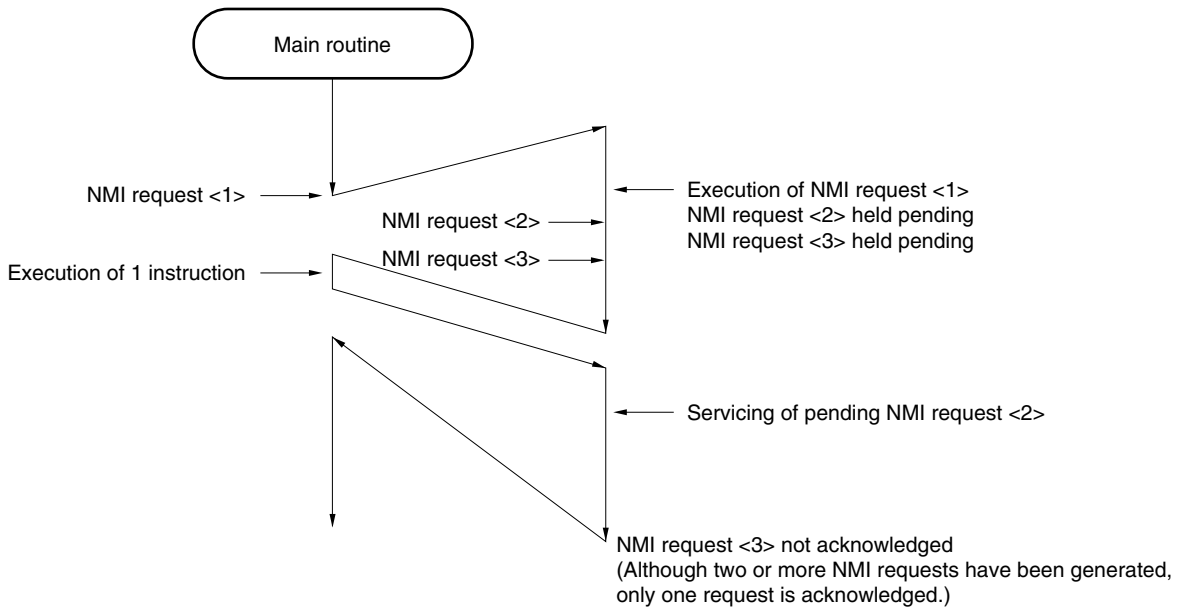 Main routine
NMI request <1>
Execution of NMI request <1>
NMI request <2> held pending
NMI request <3> held pending
NMI request <2>
NMI request <3>
Execution of 1 instruction
Servicing of pending NMI request <2>
NMI request <3> not acknowledged
(Although two or more NMI requests have been generated,
only one request is acknowledged.)